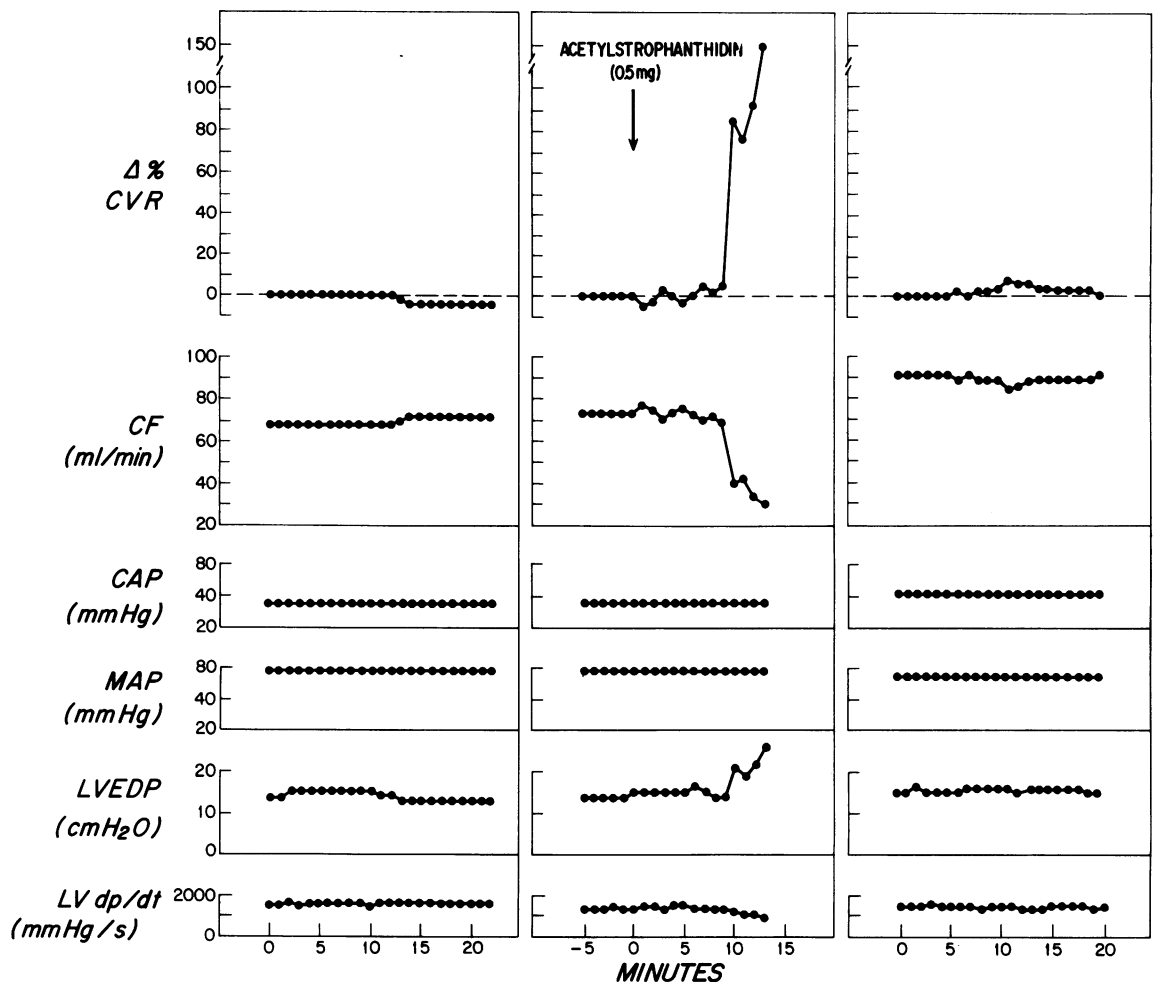 150
100
80
60
40
20
0
Δ %
CVR
ACETYLSTROPHANTHIDIN
(0.5mg)
100
80
60
40
20
CF
(ml/min)
80
40
20
CAP
(mmHg)
80
40
20
MAP
(mmHg)
20
10
0
LVEDP
(cmH₂O)
2000
0
LV dp/dt
(mmHg/s)
0 5 10 15 20
-5 0 5 10 15
0 5 10 15 20
MINUTES